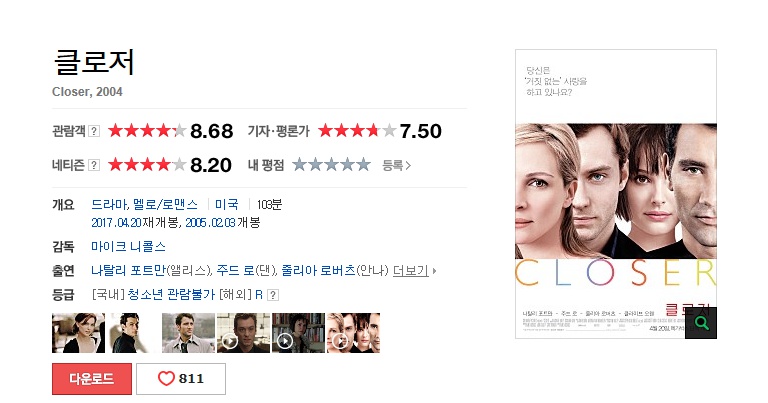 클로저
Closer, 2004
관람객 ? 8.68 기자·평론가 7.50
네티즌 ? 8.20 내 평점 등록 >
개요 드라마, 멜로/로맨스 | 미국 | 103분
2017.04.20 재개봉, 2005.02.03 개봉
감독 마이크 니콜스
출연 나탈리 포트만(앨리스), 주드 로(댄), 줄리아 로버츠(안나) 더보기
등급 [국내] 청소년 관람불가 [해외] R ?
다운로드 811
당신은
'거짓 없는' 사랑을
하고 있나요?
CLOSER
클로저
나탈리 포트만 · 주드 로 · 줄리아 로버츠 · 클라이브 오웬
4월 20일,